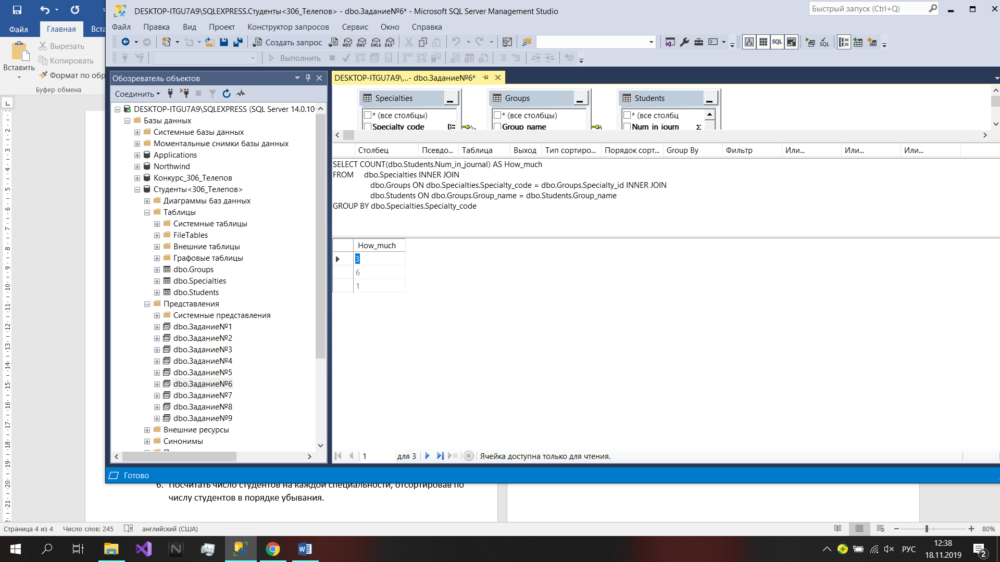 DESKTOP-ITGU7A9\SQLEXPRESS.Студенты<306_Телепов> - dbo.Задание№6* - Microsoft SQL Server Management Studio
Быстрый запуск (Ctrl+Q)
Файл Главная Вста
Файл Правка Вид Проект Конструктор запросов Сервис Окно Справка
Создать запрос MDX DMX XMLA DAX SQL SQL
Вырезать
Копировать
Вставить
Формат по обр
Буфер обмена
Выполнить
Обозреватель объектов
Соединить
DESKTOP-ITGU7A9\SQLEXPRESS (SQL Server 14.0.10
Базы данных
Системные базы данных
Моментальные снимки базы данных
Applications
Northwind
Конкурс_306_Телепов
Студенты<306_Телепов>
Диаграммы баз данных
Таблицы
Системные таблицы
FileTables
Внешние таблицы
Графовые таблицы
dbo.Groups
dbo.Specialties
dbo.Students
Представления
Системные представления
dbo.Задание№1
dbo.Задание№2
dbo.Задание№3
dbo.Задание№4
dbo.Задание№5
dbo.Задание№6
dbo.Задание№7
dbo.Задание№8
dbo.Задание№9
Внешние ресурсы
Синонимы
DESKTOP-ITGU7A9\...- dbo.Задание№6*
Specialties
* (все столбцы)
Specialty_code
Groups
* (все столбцы)
Group_name
Students
* (все столбц
Num_in_journ
Столбец Псевдо... Таблица Выход Тип сортиро... Порядок сорт... Group By Фильтр Или... Или... Или...
SELECT COUNT(dbo.Students.Num_in_journal) AS How_much
FROM dbo.Specialties INNER JOIN
dbo.Groups ON dbo.Specialties.Specialty_code = dbo.Groups.Specialty_id INNER JOIN
dbo.Students ON dbo.Groups.Group_name = dbo.Students.Group_name
GROUP BY dbo.Specialties.Specialty_code
How_much
3
6
1
1 для 3 Ячейка доступна только для чтения.
Готово
6. Посчитать число студентов на каждой специальности, отсортировав по
числу студентов в порядке убывания.
Страница 4 из 4 Число слов: 245 английский (США) 80%
РУС
12:38
18.11.2019
2